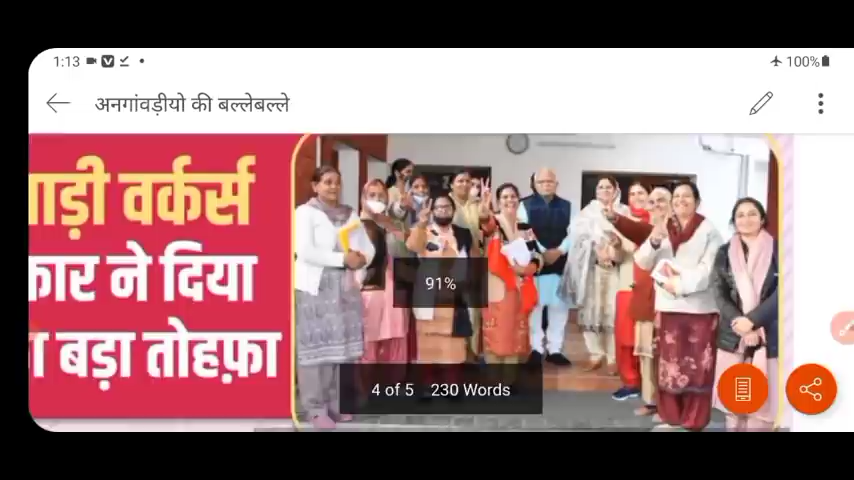 1:13
100%
अनगांवड़ीयो की बल्लेबल्ले
वर्कर्स
ने दिया
बड़ा तोहफ़ा
91%
4 of 5 230 Words